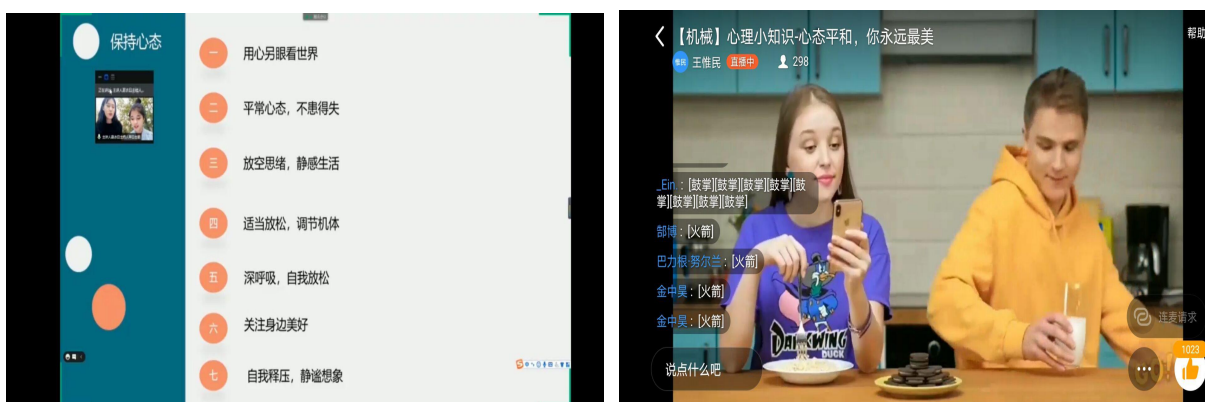 保持心态
一 用心另眼看世界
二 平常心态，不患得失
三 放空思绪，静感生活
四 适当放松，调节机体
五 深呼吸，自我放松
六 关注身边美好
七 自我释压，静谧想象
【机械】心理小知识-心态平和，你永远最美
帮助
惟民 王惟民 直播中 298
_Ein：[鼓掌][鼓掌][鼓掌][鼓掌][鼓
掌][鼓掌][鼓掌][鼓掌]
郜博：[火箭]
巴力根·努尔兰：[火箭]
金中昊：[火箭]
金中昊：[火箭]
DARKWING
DUCK
连麦请求
说点什么吧
1023